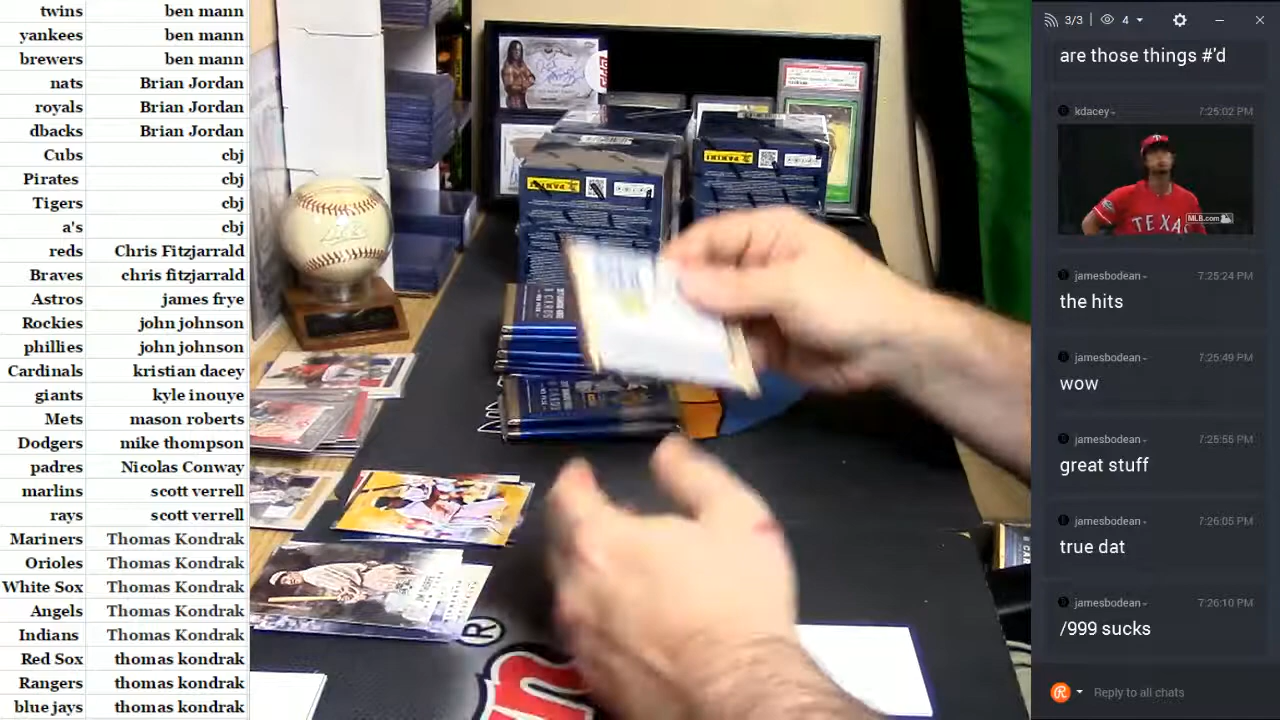 twins ben mann
yankees ben mann
brewers ben mann
nats Brian Jordan
royals Brian Jordan
dbacks Brian Jordan
Cubs cbj
Pirates cbj
Tigers cbj
a's cbj
reds Chris Fitzjarrald
Braves chris fitzjarrald
Astros james frye
Rockies john johnson
phillies john johnson
Cardinals kristian dacey
giants kyle inouye
Mets mason roberts
Dodgers mike thompson
padres Nicolas Conway
marlins scott verrell
rays scott verrell
Mariners Thomas Kondrak
Orioles Thomas Kondrak
White Sox Thomas Kondrak
Angels Thomas Kondrak
Indians Thomas Kondrak
Red Sox thomas kondrak
Rangers thomas kondrak
blue jays thomas kondrak
PANINI
PANINI
8 CARDS
®
3/3 4
are those things #'d
kdacey 7:25:02 PM
TEXA
MLB.com
jamesbodean 7:25:24 PM
the hits
jamesbodean 7:25:49 PM
wow
jamesbodean 7:25:55 PM
great stuff
jamesbodean 7:26:05 PM
true dat
jamesbodean 7:26:10 PM
/999 sucks
Reply to all chats